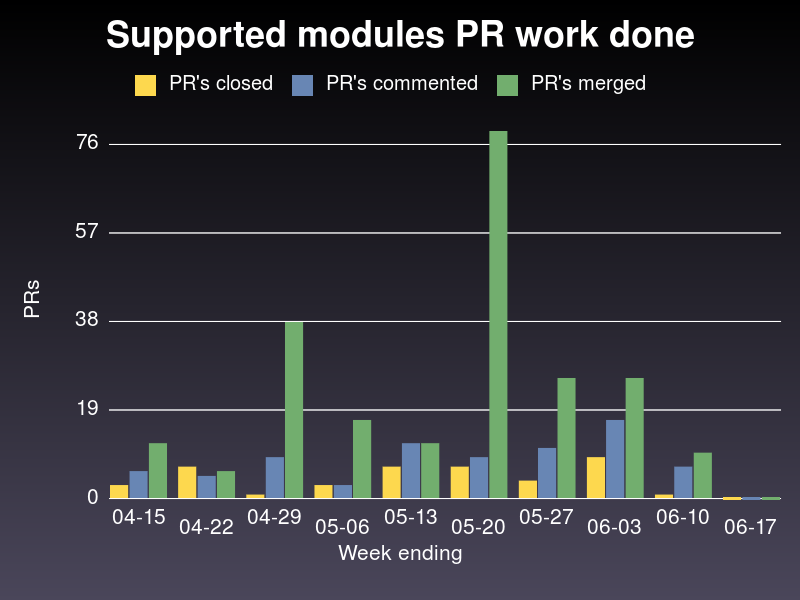 Supported modules PR work done
PR's closed PR's commented PR's merged
76
57
38
19
0
PRs
04-15 04-22 04-29 05-06 05-13 05-20 05-27 06-03 06-10 06-17
Week ending